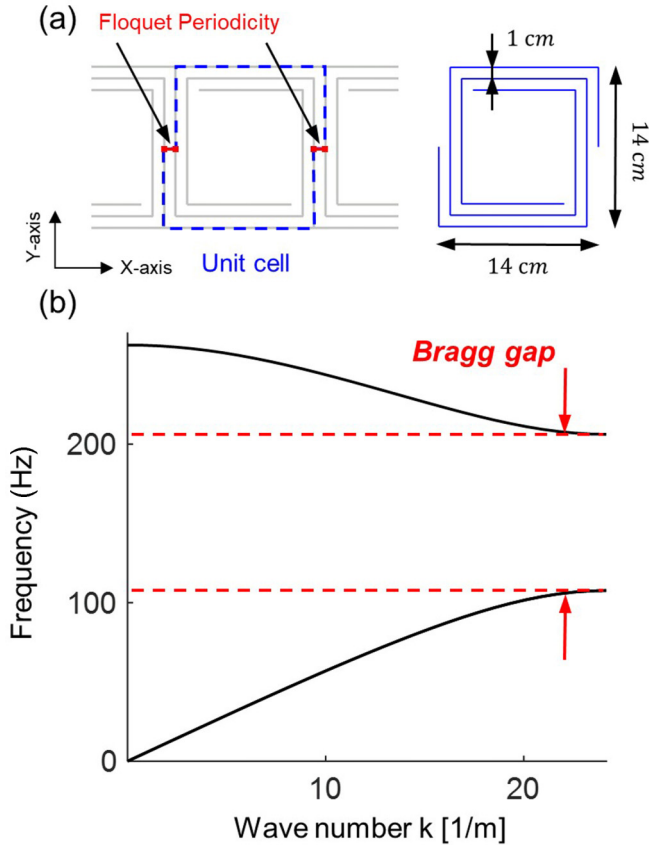 (a)
Floquet Periodicity
1 cm
14 cm
14 cm
Y-axis
X-axis
Unit cell
(b)
Bragg gap
Frequency (Hz)
200
100
0
10
20
Wave number k [1/m]